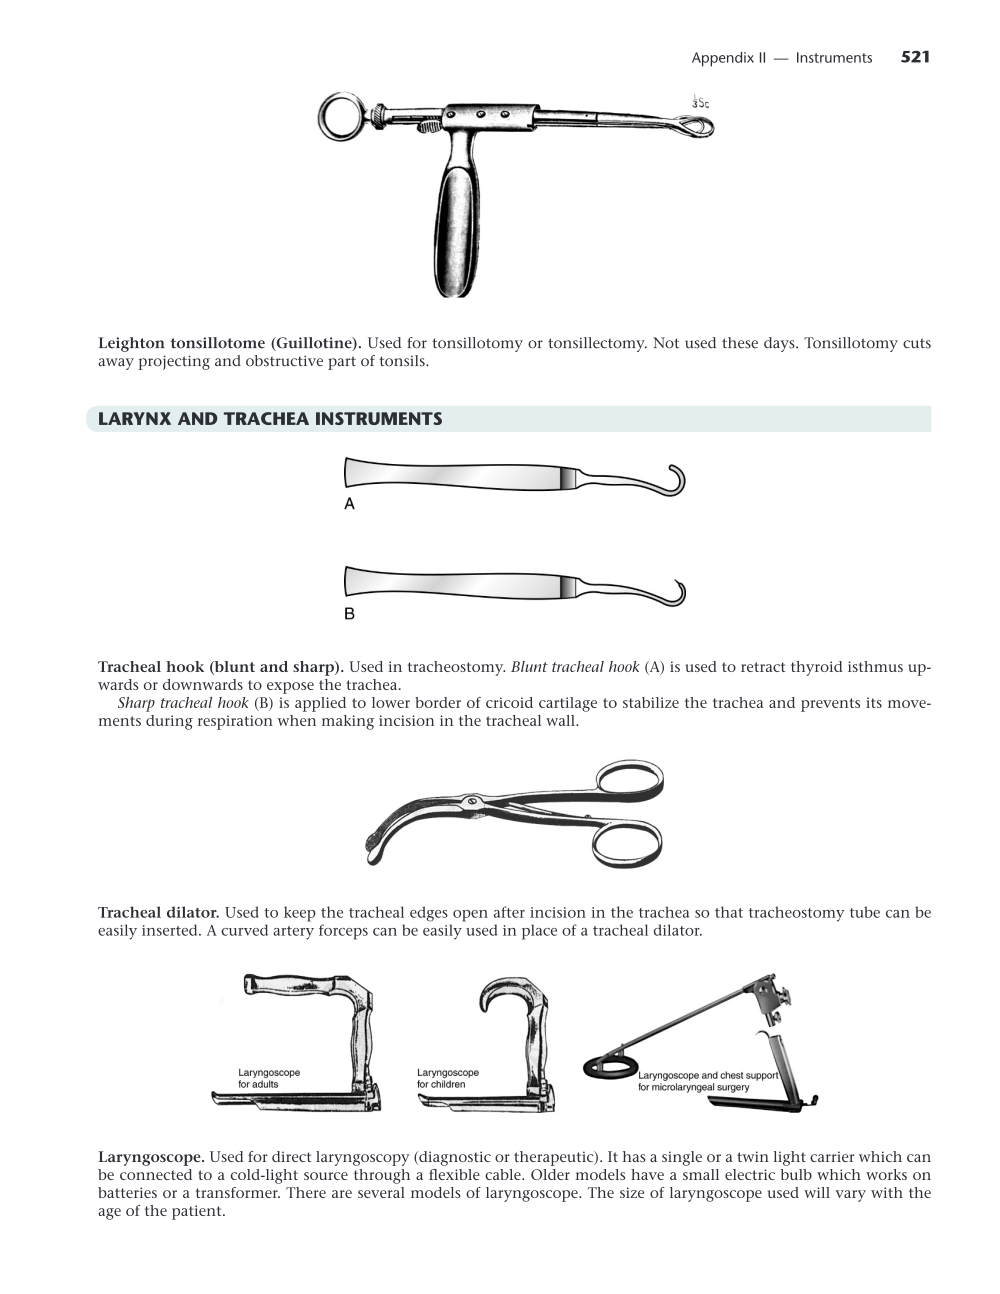 Appendix II — Instruments 521
⅓Sc
Leighton tonsillotome (Guillotine). Used for tonsillotomy or tonsillectomy. Not used these days. Tonsillotomy cuts
away projecting and obstructive part of tonsils.
LARYNX AND TRACHEA INSTRUMENTS
A
B
Tracheal hook (blunt and sharp). Used in tracheostomy. Blunt tracheal hook (A) is used to retract thyroid isthmus up-
wards or downwards to expose the trachea.
Sharp tracheal hook (B) is applied to lower border of cricoid cartilage to stabilize the trachea and prevents its move-
ments during respiration when making incision in the tracheal wall.
Tracheal dilator. Used to keep the tracheal edges open after incision in the trachea so that tracheostomy tube can be
easily inserted. A curved artery forceps can be easily used in place of a tracheal dilator.
Laryngoscope
for adults
Laryngoscope
for children
Laryngoscope and chest support
for microlaryngeal surgery
Laryngoscope. Used for direct laryngoscopy (diagnostic or therapeutic). It has a single or a twin light carrier which can
be connected to a cold-light source through a flexible cable. Older models have a small electric bulb which works on
batteries or a transformer. There are several models of laryngoscope. The size of laryngoscope used will vary with the
age of the patient.